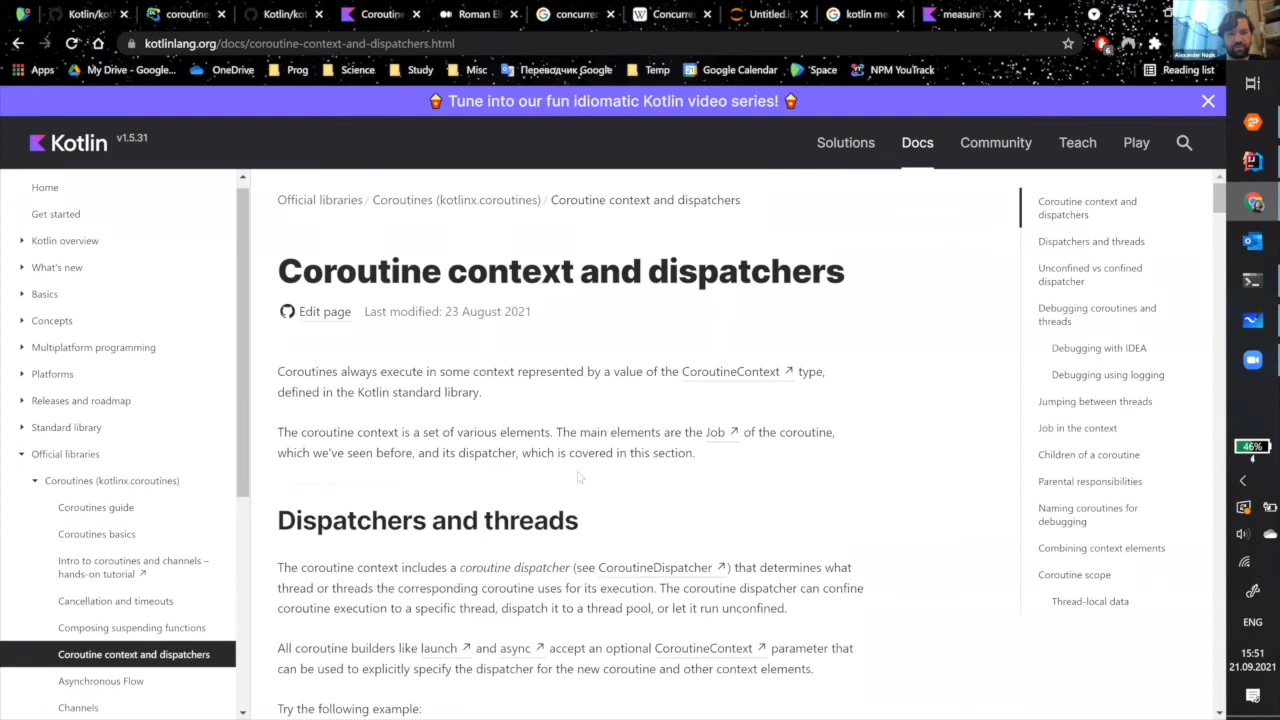 Kotlin/ko
coroutine
Kotlin/ko
Coroutine
Roman El
concurren
Concurre
Untitled.
kotlin me
measureT
kotlinlang.org/docs/coroutine-context-and-dispatchers.html
6
Alexander Nozik
Apps
My Drive - Google...
OneDrive
Prog
Science
Study
Misc
Переводчик Google
Temp
Google Calendar
'Space
NPM YouTrack
Reading list
Tune into our fun idiomatic Kotlin video series!
Kotlin v1.5.31
Solutions
Docs
Community
Teach
Play
Home
Get started
Kotlin overview
What's new
Basics
Concepts
Multiplatform programming
Platforms
Releases and roadmap
Standard library
Official libraries
Coroutines (kotlinx.coroutines)
Coroutines guide
Coroutines basics
Intro to coroutines and channels –
hands-on tutorial
Cancellation and timeouts
Composing suspending functions
Coroutine context and dispatchers
Asynchronous Flow
Channels
Official libraries / Coroutines (kotlinx.coroutines) / Coroutine context and dispatchers
Coroutine context and dispatchers
Edit page Last modified: 23 August 2021
Coroutines always execute in some context represented by a value of the CoroutineContext type,
defined in the Kotlin standard library.
The coroutine context is a set of various elements. The main elements are the Job of the coroutine,
which we've seen before, and its dispatcher, which is covered in this section.
Dispatchers and threads
The coroutine context includes a coroutine dispatcher (see CoroutineDispatcher ) that determines what
thread or threads the corresponding coroutine uses for its execution. The coroutine dispatcher can confine
coroutine execution to a specific thread, dispatch it to a thread pool, or let it run unconfined.
All coroutine builders like launch and async accept an optional CoroutineContext parameter that
can be used to explicitly specify the dispatcher for the new coroutine and other context elements.
Try the following example:
Coroutine context and
dispatchers
Dispatchers and threads
Unconfined vs confined
dispatcher
Debugging coroutines and
threads
Debugging with IDEA
Debugging using logging
Jumping between threads
Job in the context
Children of a coroutine
Parental responsibilities
Naming coroutines for
debugging
Combining context elements
Coroutine scope
Thread-local data
46%
ENG
15:51
21.09.2021